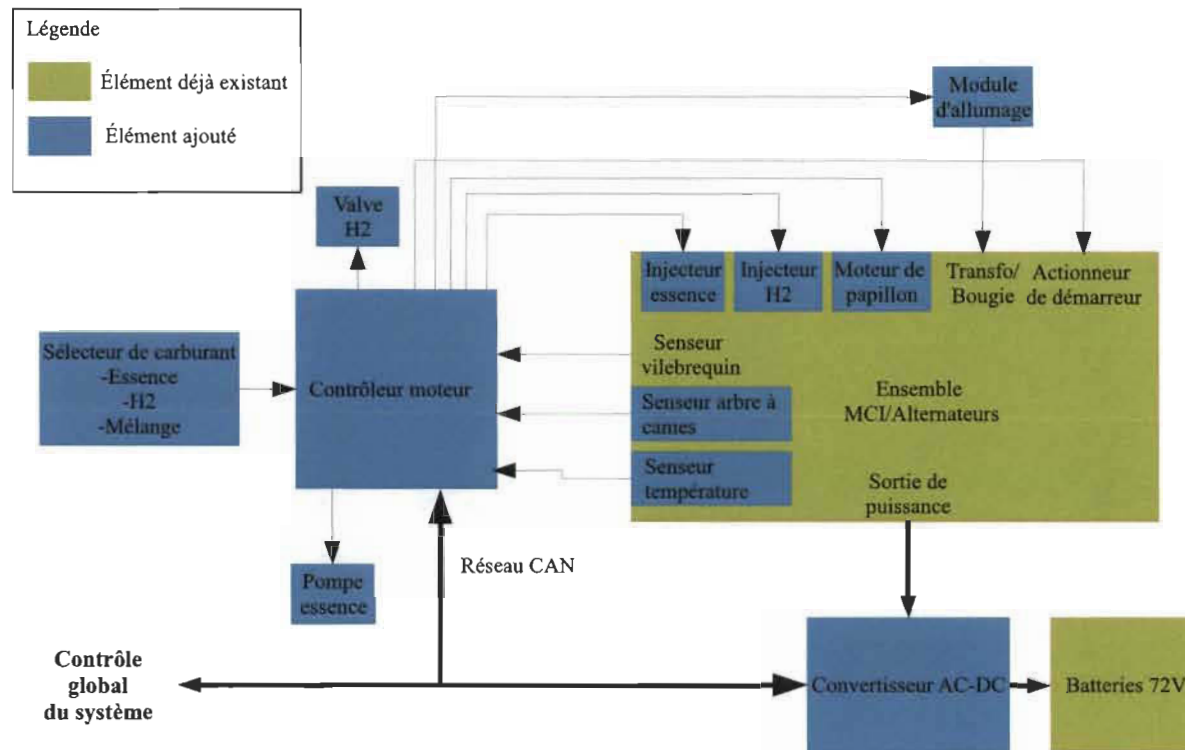 Légende
Élément déjà existant
Élément ajouté
Module
d'allumage
Valve
H2
Injecteur
essence
Injecteur
H2
Moteur de
papillon
Transfo/
Bougie
Actionneur
de démarreur
Sélecteur de carburant
-Essence
-H2
-Mélange
Contrôleur moteur
Senseur
vilebrequin
Senseur arbre à
cames
Senseur
température
Ensemble
MCI/Alternateurs
Sortie de
puissance
Pompe
essence
Réseau CAN
Contrôle
global
du système
Convertisseur AC-DC
Batteries 72V